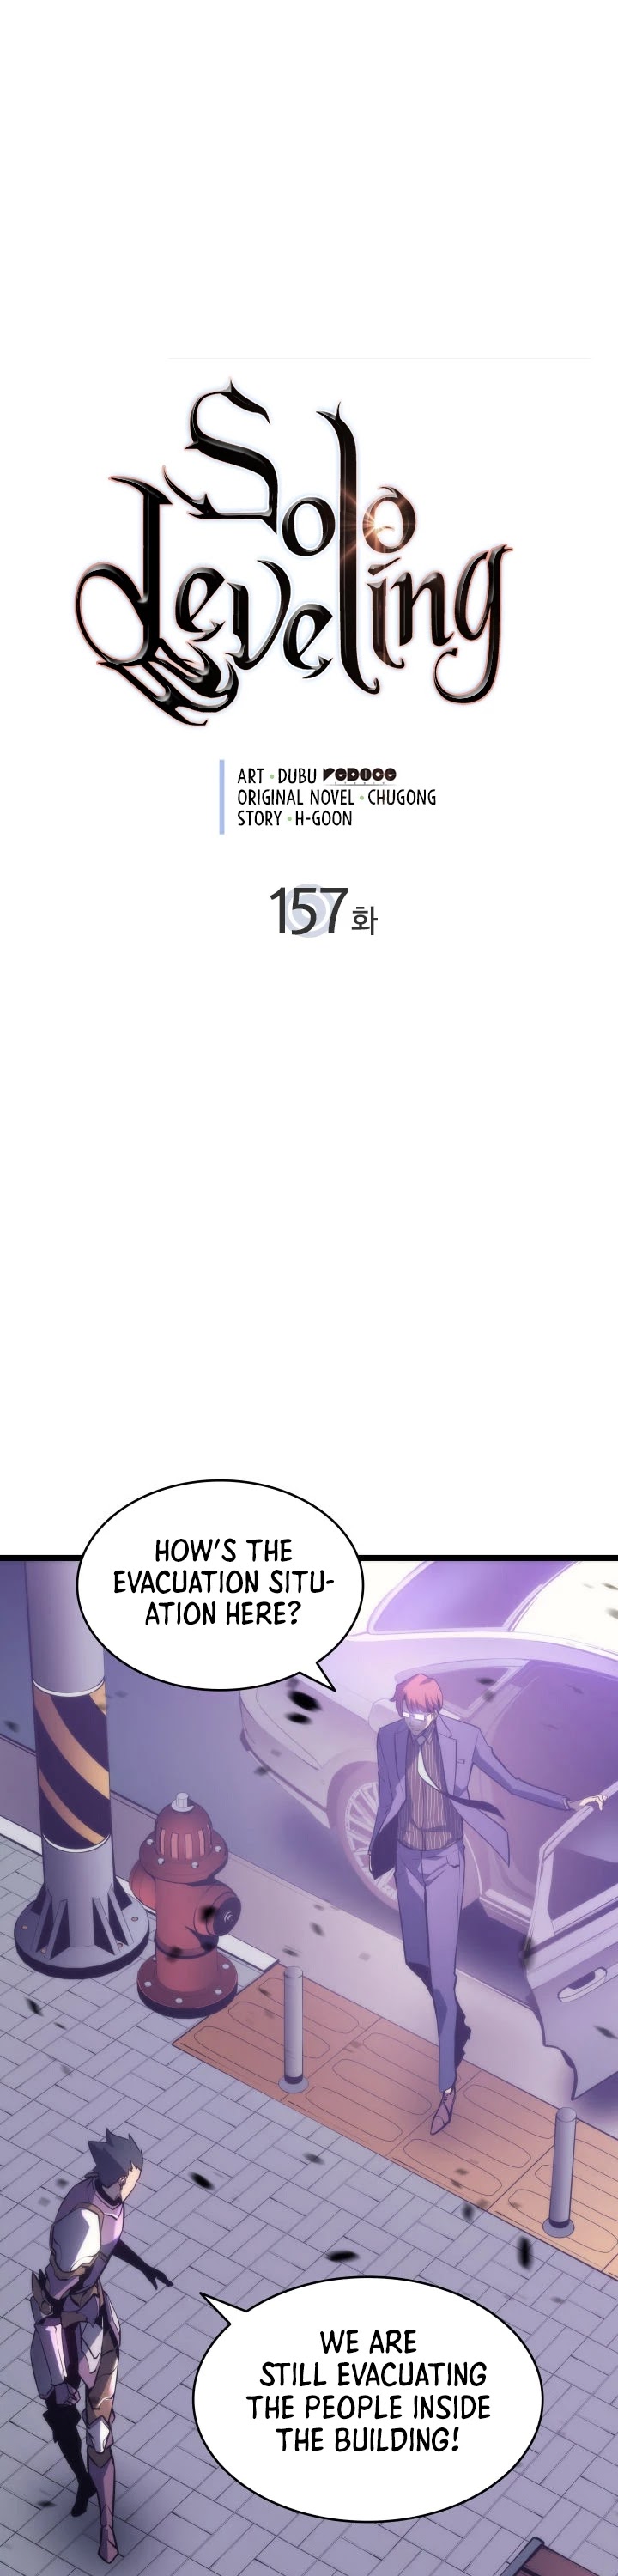 Solo
Leveling
ART • DUBU REDICE
ORIGINAL NOVEL • CHUGONG
STORY • H-GOON
157화
HOW'S THE
EVACUATION SITU-
ATION HERE?
WE ARE
STILL EVACUATING
THE PEOPLE INSIDE
THE BUILDING!